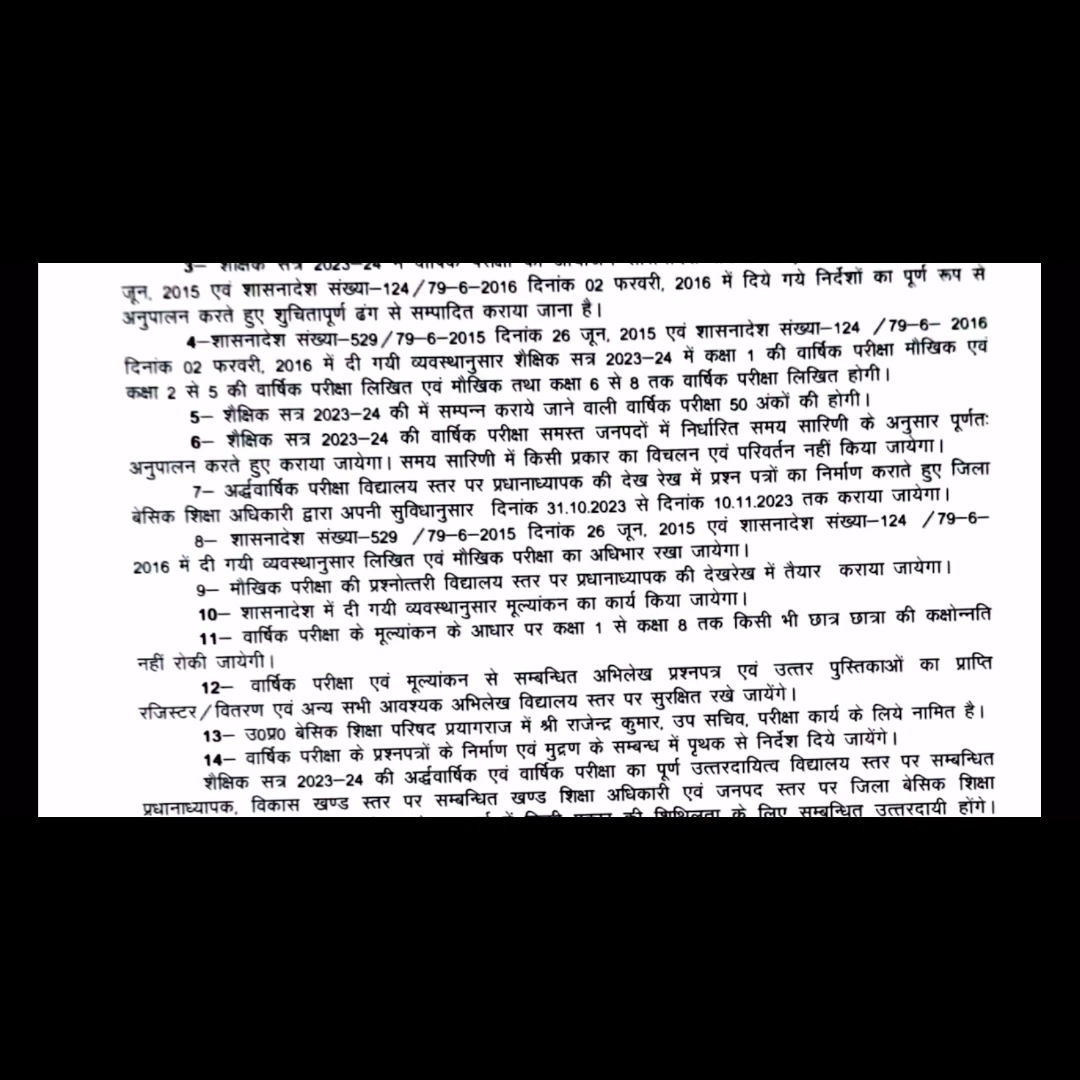 3– शैक्षिक सत्र 2023–24 में वार्षिक परीक्षा
जून, 2015 एवं शासनादेश संख्या–124/79–6–2016 दिनांक 02 फरवरी, 2016 में दिये गये निर्देशों का पूर्ण रूप से
अनुपालन करते हुए शुचितापूर्ण ढंग से सम्पादित कराया जाना है।
4–शासनादेश संख्या–529/79–6–2015 दिनांक 26 जून, 2015 एवं शासनादेश संख्या–124 /79–6– 2016
दिनांक 02 फरवरी, 2016 में दी गयी व्यवस्थानुसार शैक्षिक सत्र 2023–24 में कक्षा 1 की वार्षिक परीक्षा मौखिक एवं
कक्षा 2 से 5 की वार्षिक परीक्षा लिखित एवं मौखिक तथा कक्षा 6 से 8 तक वार्षिक परीक्षा लिखित होगी।
5– शैक्षिक सत्र 2023–24 की में सम्पन्न कराये जाने वाली वार्षिक परीक्षा 50 अंकों की होगी।
6– शैक्षिक सत्र 2023–24 की वार्षिक परीक्षा समस्त जनपदों में निर्धारित समय सारिणी के अनुसार पूर्णतः
अनुपालन करते हुए कराया जायेगा। समय सारिणी में किसी प्रकार का विचलन एवं परिवर्तन नहीं किया जायेगा।
7– अर्द्धवार्षिक परीक्षा विद्यालय स्तर पर प्रधानाध्यापक की देख रेख में प्रश्न पत्रों का निर्माण कराते हुए जिला
बेसिक शिक्षा अधिकारी द्वारा अपनी सुविधानुसार दिनांक 31.10.2023 से दिनांक 10.11.2023 तक कराया जायेगा।
8– शासनादेश संख्या–529 /79–6–2015 दिनांक 26 जून, 2015 एवं शासनादेश संख्या–124 /79–6–
2016 में दी गयी व्यवस्थानुसार लिखित एवं मौखिक परीक्षा का अधिभार रखा जायेगा।
9– मौखिक परीक्षा की प्रश्नोत्तरी विद्यालय स्तर पर प्रधानाध्यापक की देखरेख में तैयार कराया जायेगा।
10– शासनादेश में दी गयी व्यवस्थानुसार मूल्यांकन का कार्य किया जायेगा।
11– वार्षिक परीक्षा के मूल्यांकन के आधार पर कक्षा 1 से कक्षा 8 तक किसी भी छात्र छात्रा की कक्षोन्नति
नहीं रोकी जायेगी।
12– वार्षिक परीक्षा एवं मूल्यांकन से सम्बन्धित अभिलेख प्रश्नपत्र एवं उत्तर पुस्तिकाओं का प्राप्ति
रजिस्टर/वितरण एवं अन्य सभी आवश्यक अभिलेख विद्यालय स्तर पर सुरक्षित रखे जायेंगे।
13– उ0प्र0 बेसिक शिक्षा परिषद प्रयागराज में श्री राजेन्द्र कुमार, उप सचिव, परीक्षा कार्य के लिये नामित है।
14– वार्षिक परीक्षा के प्रश्नपत्रों के निर्माण एवं मुद्रण के सम्बन्ध में पृथक से निर्देश दिये जायेंगे।
शैक्षिक सत्र 2023–24 की अर्द्धवार्षिक एवं वार्षिक परीक्षा का पूर्ण उत्तरदायित्व विद्यालय स्तर पर सम्बन्धित
प्रधानाध्यापक, विकास खण्ड स्तर पर सम्बन्धित खण्ड शिक्षा अधिकारी एवं जनपद स्तर पर जिला बेसिक शिक्षा
की शिथिलता के लिए सम्बन्धित उत्तरदायी होंगे।